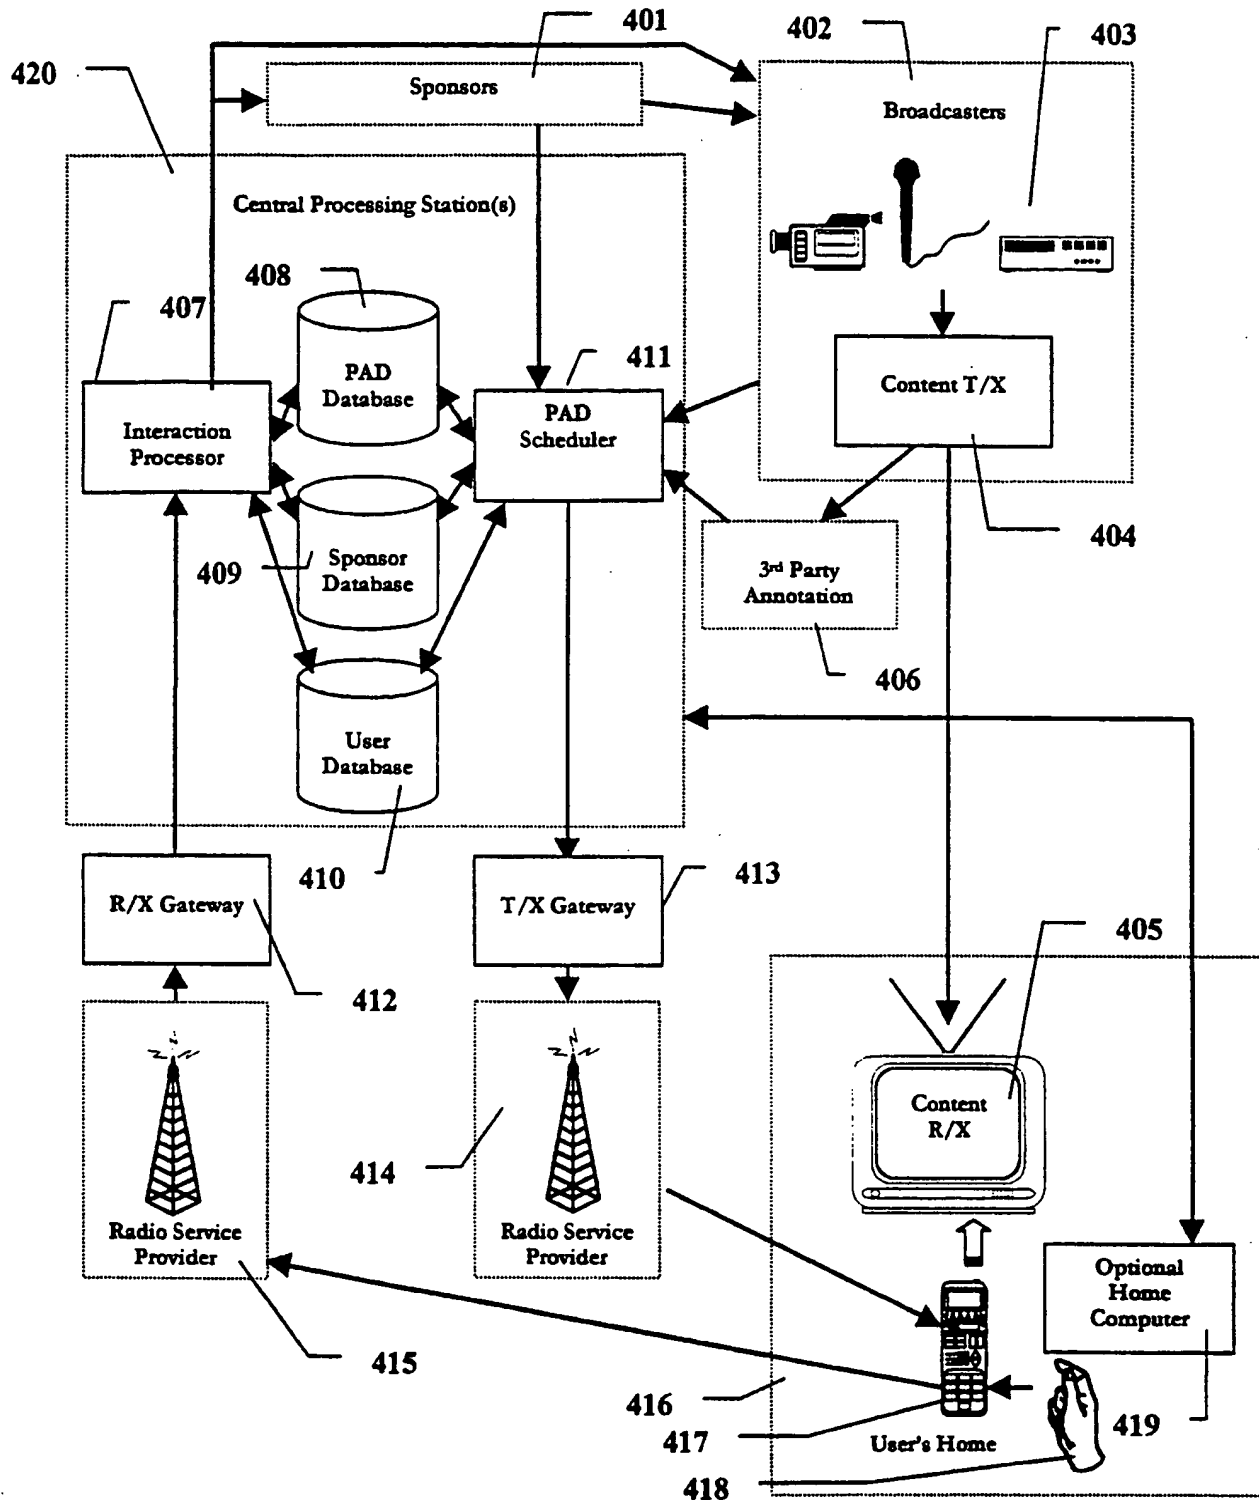 401
402
403
420
Sponsors
Broadcasters
Central Processing Station(s)
408
407
411
PAD
Database
PAD
Scheduler
Content T/X
Interaction
Processor
404
409
Sponsor
Database
3rd Party
Annotation
406
User
Database
410
413
R/X Gateway
T/X Gateway
405
412
Content
R/X
414
Radio Service
Provider
Radio Service
Provider
Optional
Home
Computer
415
416
417
User's Home
419
418